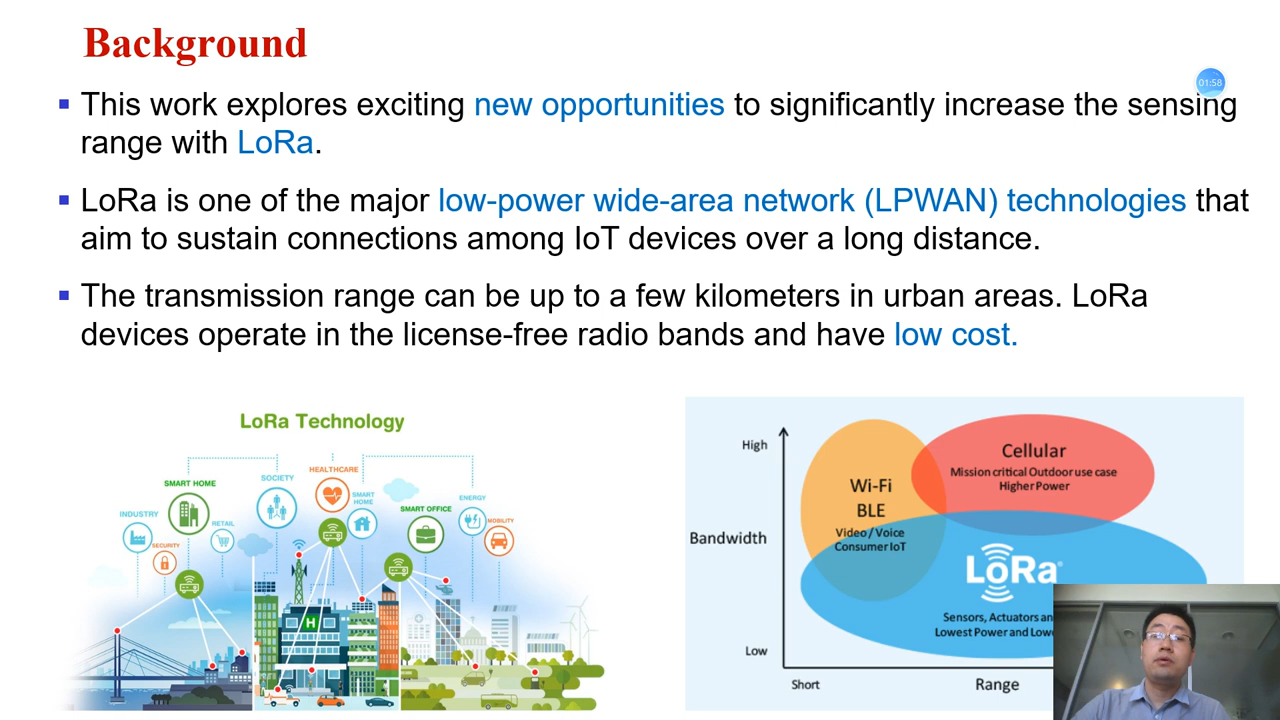 Background
01:58
This work explores exciting new opportunities to significantly increase the sensing
range with LoRa.
LoRa is one of the major low-power wide-area network (LPWAN) technologies that
aim to sustain connections among IoT devices over a long distance.
The transmission range can be up to a few kilometers in urban areas. LoRa
devices operate in the license-free radio bands and have low cost.
LoRa Technology
HEALTHCARE
SMART HOME
SOCIETY
SMART
HOME
ENERGY
INDUSTRY
RETAIL
SMART OFFICE
MOBILITY
SECURITY
H
High
Bandwidth
Low
Short
Range
Wi-Fi
BLE
Video / Voice
Consumer IoT
Cellular
Mission critical Outdoor use case
Higher Power
LoRa
Sensors, Actuators an
Lowest Power and Low